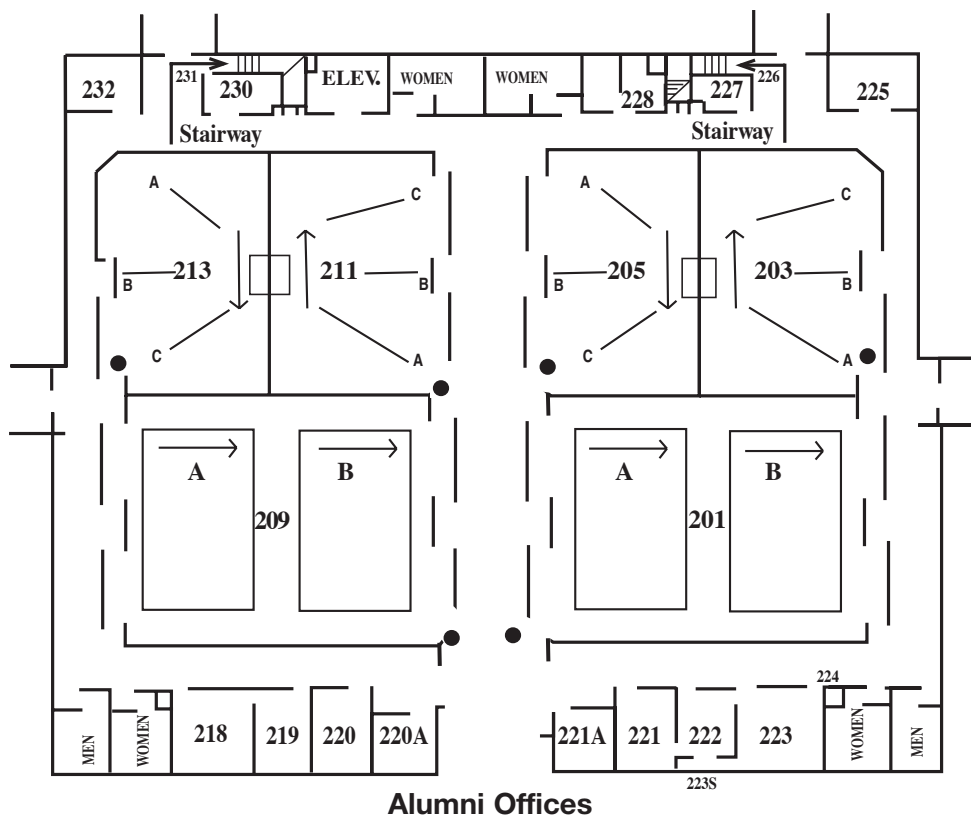 232
231
230
ELEV.
WOMEN
WOMEN
228
227
226
225
Stairway
Stairway
A
C
A
C
B
213
211
B
B
205
203
B
C
A
C
A
A
B
A
B
209
201
MEN
WOMEN
218
219
220
220A
221A
221
222
223
224
WOMEN
MEN
223S
Alumni Offices